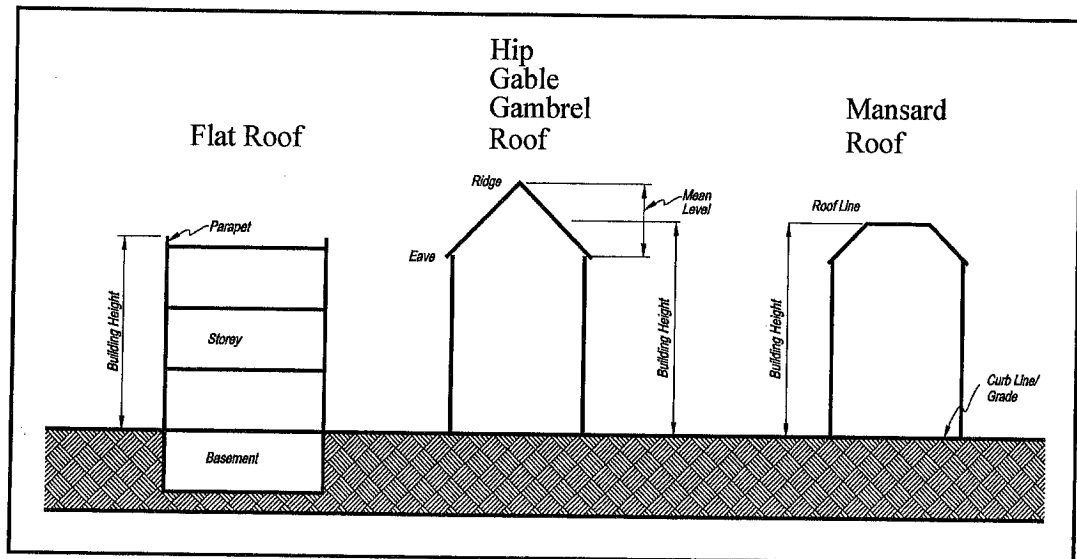 Flat Roof
Hip
Gable
Gambrel
Roof
Mansard
Roof
Parapet
Building Height
Storey
Basement
Ridge
Eave
Mean
Level
Building Height
Roof Line
Building Height
Curb Line/
Grade